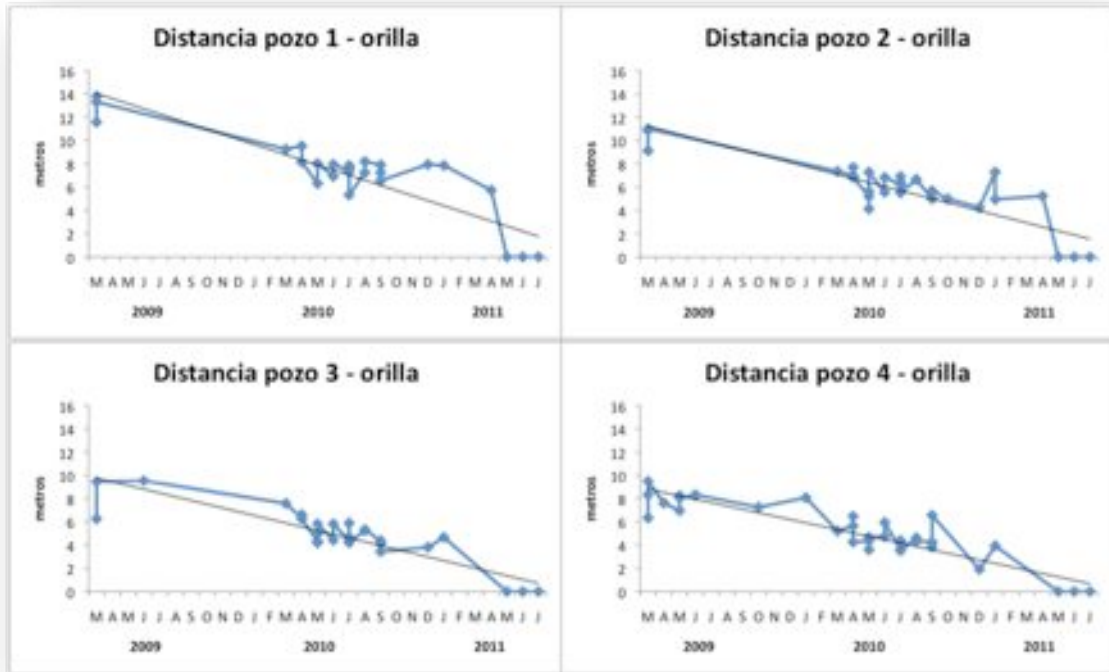 Distancia pozo 1 - orilla
metros
16
14
12
10
8
6
4
2
0
M A M J J A S O N D D F M A M J J A S O N D J F M A M J J
2009 2010 2011
Distancia pozo 2 - orilla
metros
16
14
12
10
8
6
4
2
0
M A M J J A S O N D D F M A M J J A S O N D J F M A M J J
2009 2010 2011
Distancia pozo 3 - orilla
metros
16
14
12
10
8
6
4
2
0
M A M J J A S O N D D F M A M J J A S O N D J F M A M J J
2009 2010 2011
Distancia pozo 4 - orilla
metros
16
14
12
10
8
6
4
2
0
M A M J J A S O N D D F M A M J J A S O N D J F M A M J J
2009 2010 2011